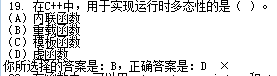 19. 在C++中，用于实现运行时多态性的是（ ）。
(A) 内联函数
(B) 重载函数
(C) 模板函数
(D) 虚函数
你所选择的答案是：B，正确答案是：D ×